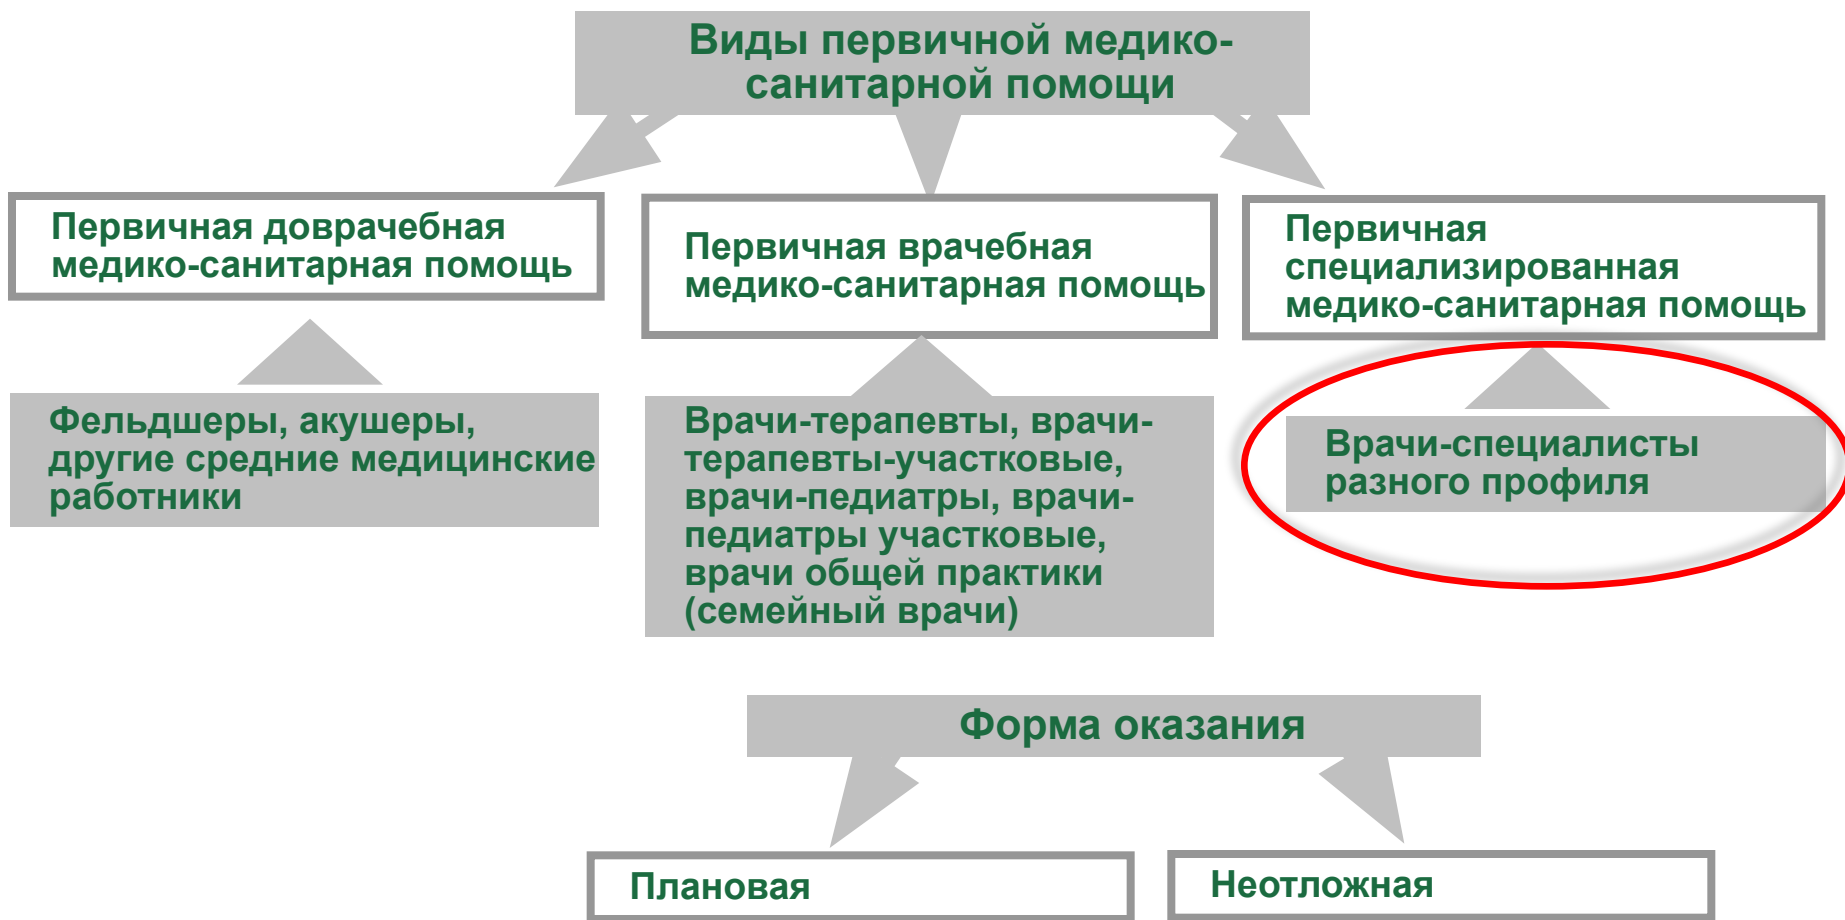 Виды первичной медико-
санитарной помощи
Первичная доврачебная
медико-санитарная помощь
Первичная врачебная
медико-санитарная помощь
Первичная
специализированная
медико-санитарная помощь
Фельдшеры, акушеры,
другие средние медицинские
работники
Врачи-терапевты, врачи-
терапевты-участковые,
врачи-педиатры, врачи-
педиатры участковые,
врачи общей практики
(семейный врачи)
Врачи-специалисты
разного профиля
Форма оказания
Плановая
Неотложная